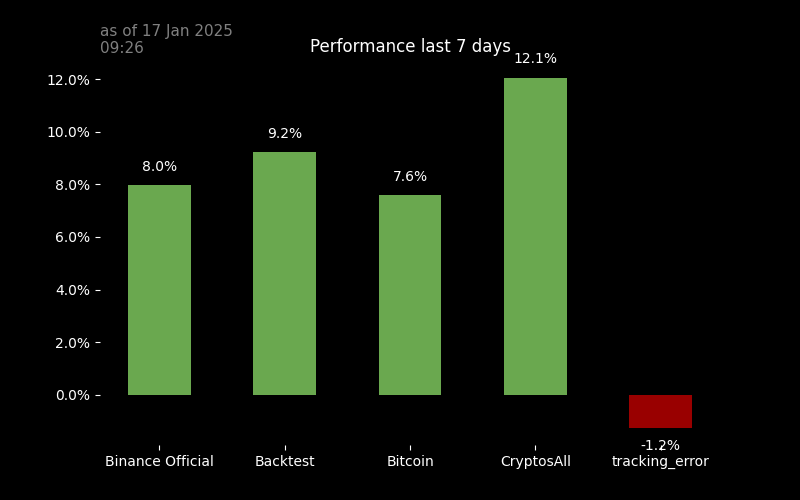 as of 17 Jan 2025
09:26
Performance last 7 days
12.1%
12.0%
10.0%
9.2%
8.0%
8.0%
7.6%
6.0%
4.0%
2.0%
0.0%
-1.2%
Binance Official
Backtest
Bitcoin
CryptosAll
tracking_error